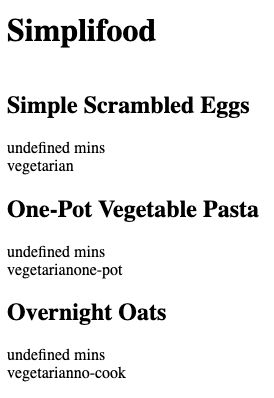 Simplifood
Simple Scrambled Eggs
undefined mins
vegetarian
One-Pot Vegetable Pasta
undefined mins
vegetarianone-pot
Overnight Oats
undefined mins
vegetarianno-cook